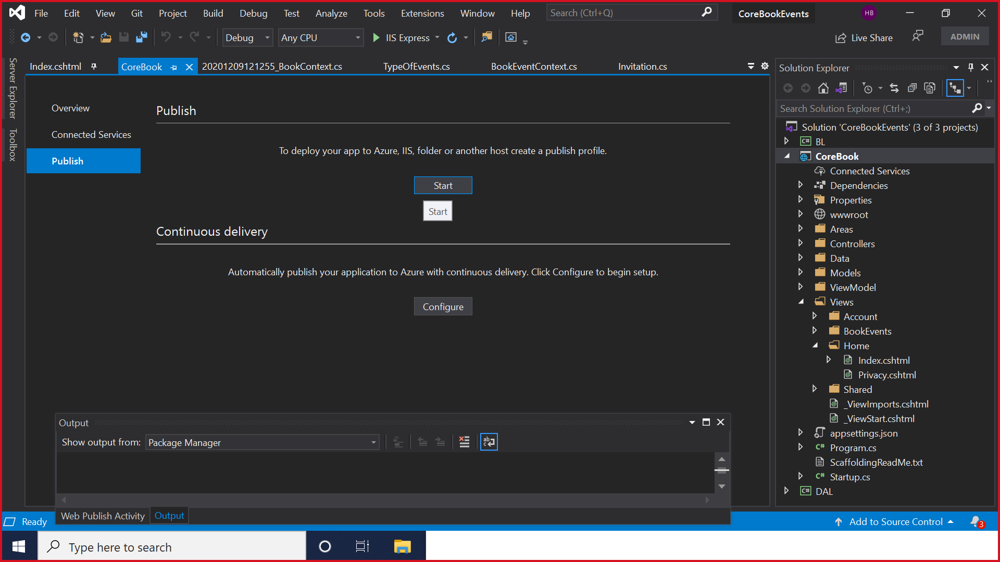 File Edit View Git Project Build Debug Test Analyze Tools Extensions Window Help Search (Ctrl+Q) CoreBookEvents HB
Debug Any CPU IIS Express Live Share ADMIN
Server Explorer
Toolbox
Index.cshtml CoreBook 20201209121255_BookContext.cs TypeOfEvents.cs BookEventContext.cs Invitation.cs
Overview
Connected Services
Publish
Publish
To deploy your app to Azure, IIS, folder or another host create a publish profile.
Start
Start
Continuous delivery
Automatically publish your application to Azure with continuous delivery. Click Configure to begin setup.
Configure
Output
Show output from: Package Manager
Web Publish Activity Output
Solution Explorer
Search Solution Explorer (Ctrl+;)
Solution 'CoreBookEvents' (3 of 3 projects)
C# BL
CoreBook
Connected Services
Dependencies
Properties
wwwroot
Areas
Controllers
Data
Models
ViewModel
Views
Account
BookEvents
Home
Index.cshtml
Privacy.cshtml
Shared
_ViewImports.cshtml
_ViewStart.cshtml
appsettings.json
C# Program.cs
ScaffoldingReadMe.txt
C# Startup.cs
C# DAL
Ready Add to Source Control 3
Type here to search